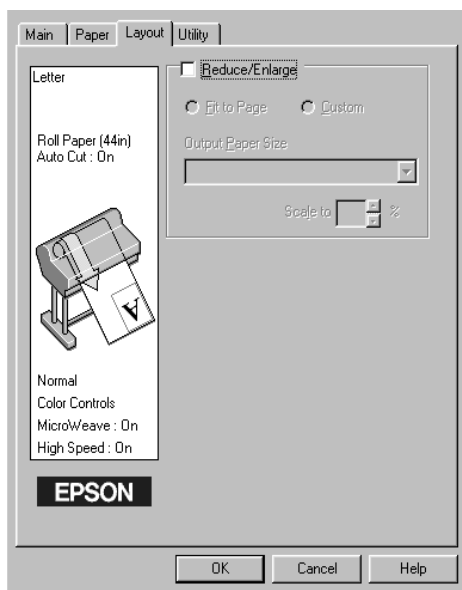 Main Paper Layout Utility
Letter
Roll Paper (44in)
Auto Cut : On
A
Normal
Color Controls
MicroWeave : On
High Speed : On
EPSON
Reduce/Enlarge
Fit to Page Custom
Output Paper Size
Scale to %
OK Cancel Help